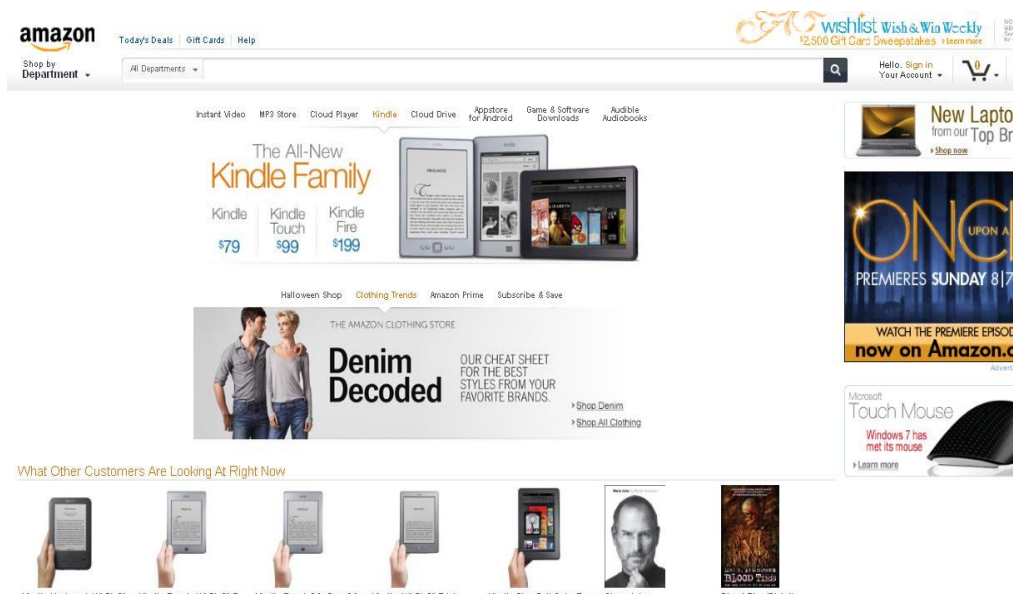 amazon
Today's Deals
Gift Cards
Help
wishlist Wish & Win Weekly
$2,500 Gift Card Sweepstakes › Learn more
Shop by
Department
All Departments
Hello. Sign in
Your Account
0
Instant Video
MP3 Store
Cloud Player
Kindle
Cloud Drive
Appstore
for Android
Game & Software
Downloads
Audible
Audiobooks
The All-New
Kindle Family
Kindle
$79
Kindle
Touch
$99
Kindle
Fire
$199
New Lapto
from our Top Br
› Shop now
ONCE
UPON A
PREMIERES SUNDAY 8|7
WATCH THE PREMIERE EPISOD
now on Amazon.c
Advert
Halloween Shop
Clothing Trends
Amazon Prime
Subscribe & Save
THE AMAZON CLOTHING STORE
Denim
Decoded
OUR CHEAT SHEET
FOR THE BEST
STYLES FROM YOUR
FAVORITE BRANDS.
› Shop Denim
› Shop All Clothing
Microsoft
Touch Mouse
Windows 7 has
met its mouse
› Learn more
What Other Customers Are Looking At Right Now
BLOOD TIES